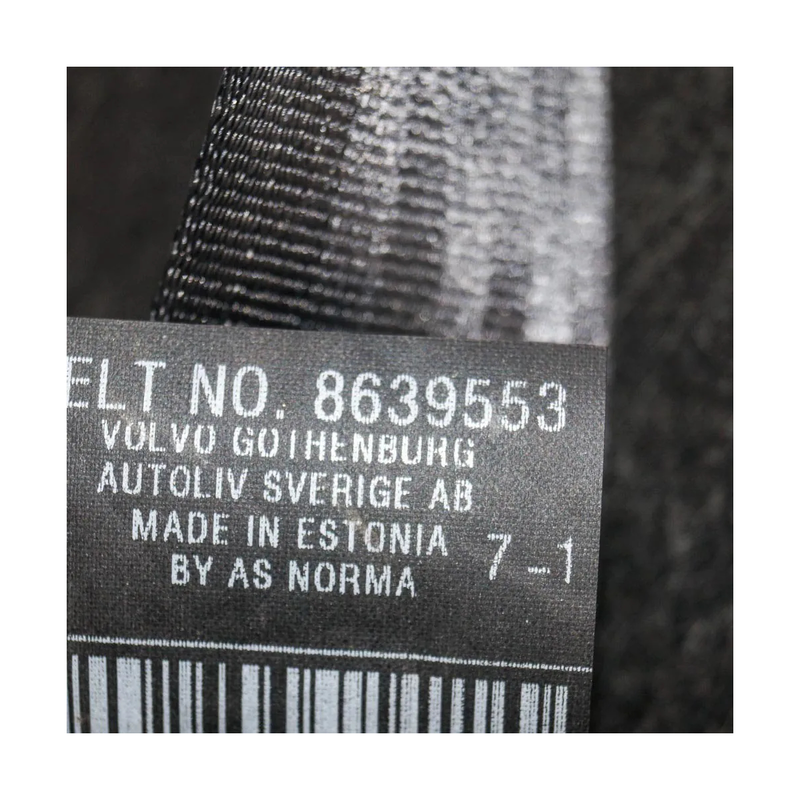 ELT NO. 8639553
VOLVO GOTHENBURG
AUTOLIV SVERIGE AB
MADE IN ESTONIA 7-1
BY AS NORMA